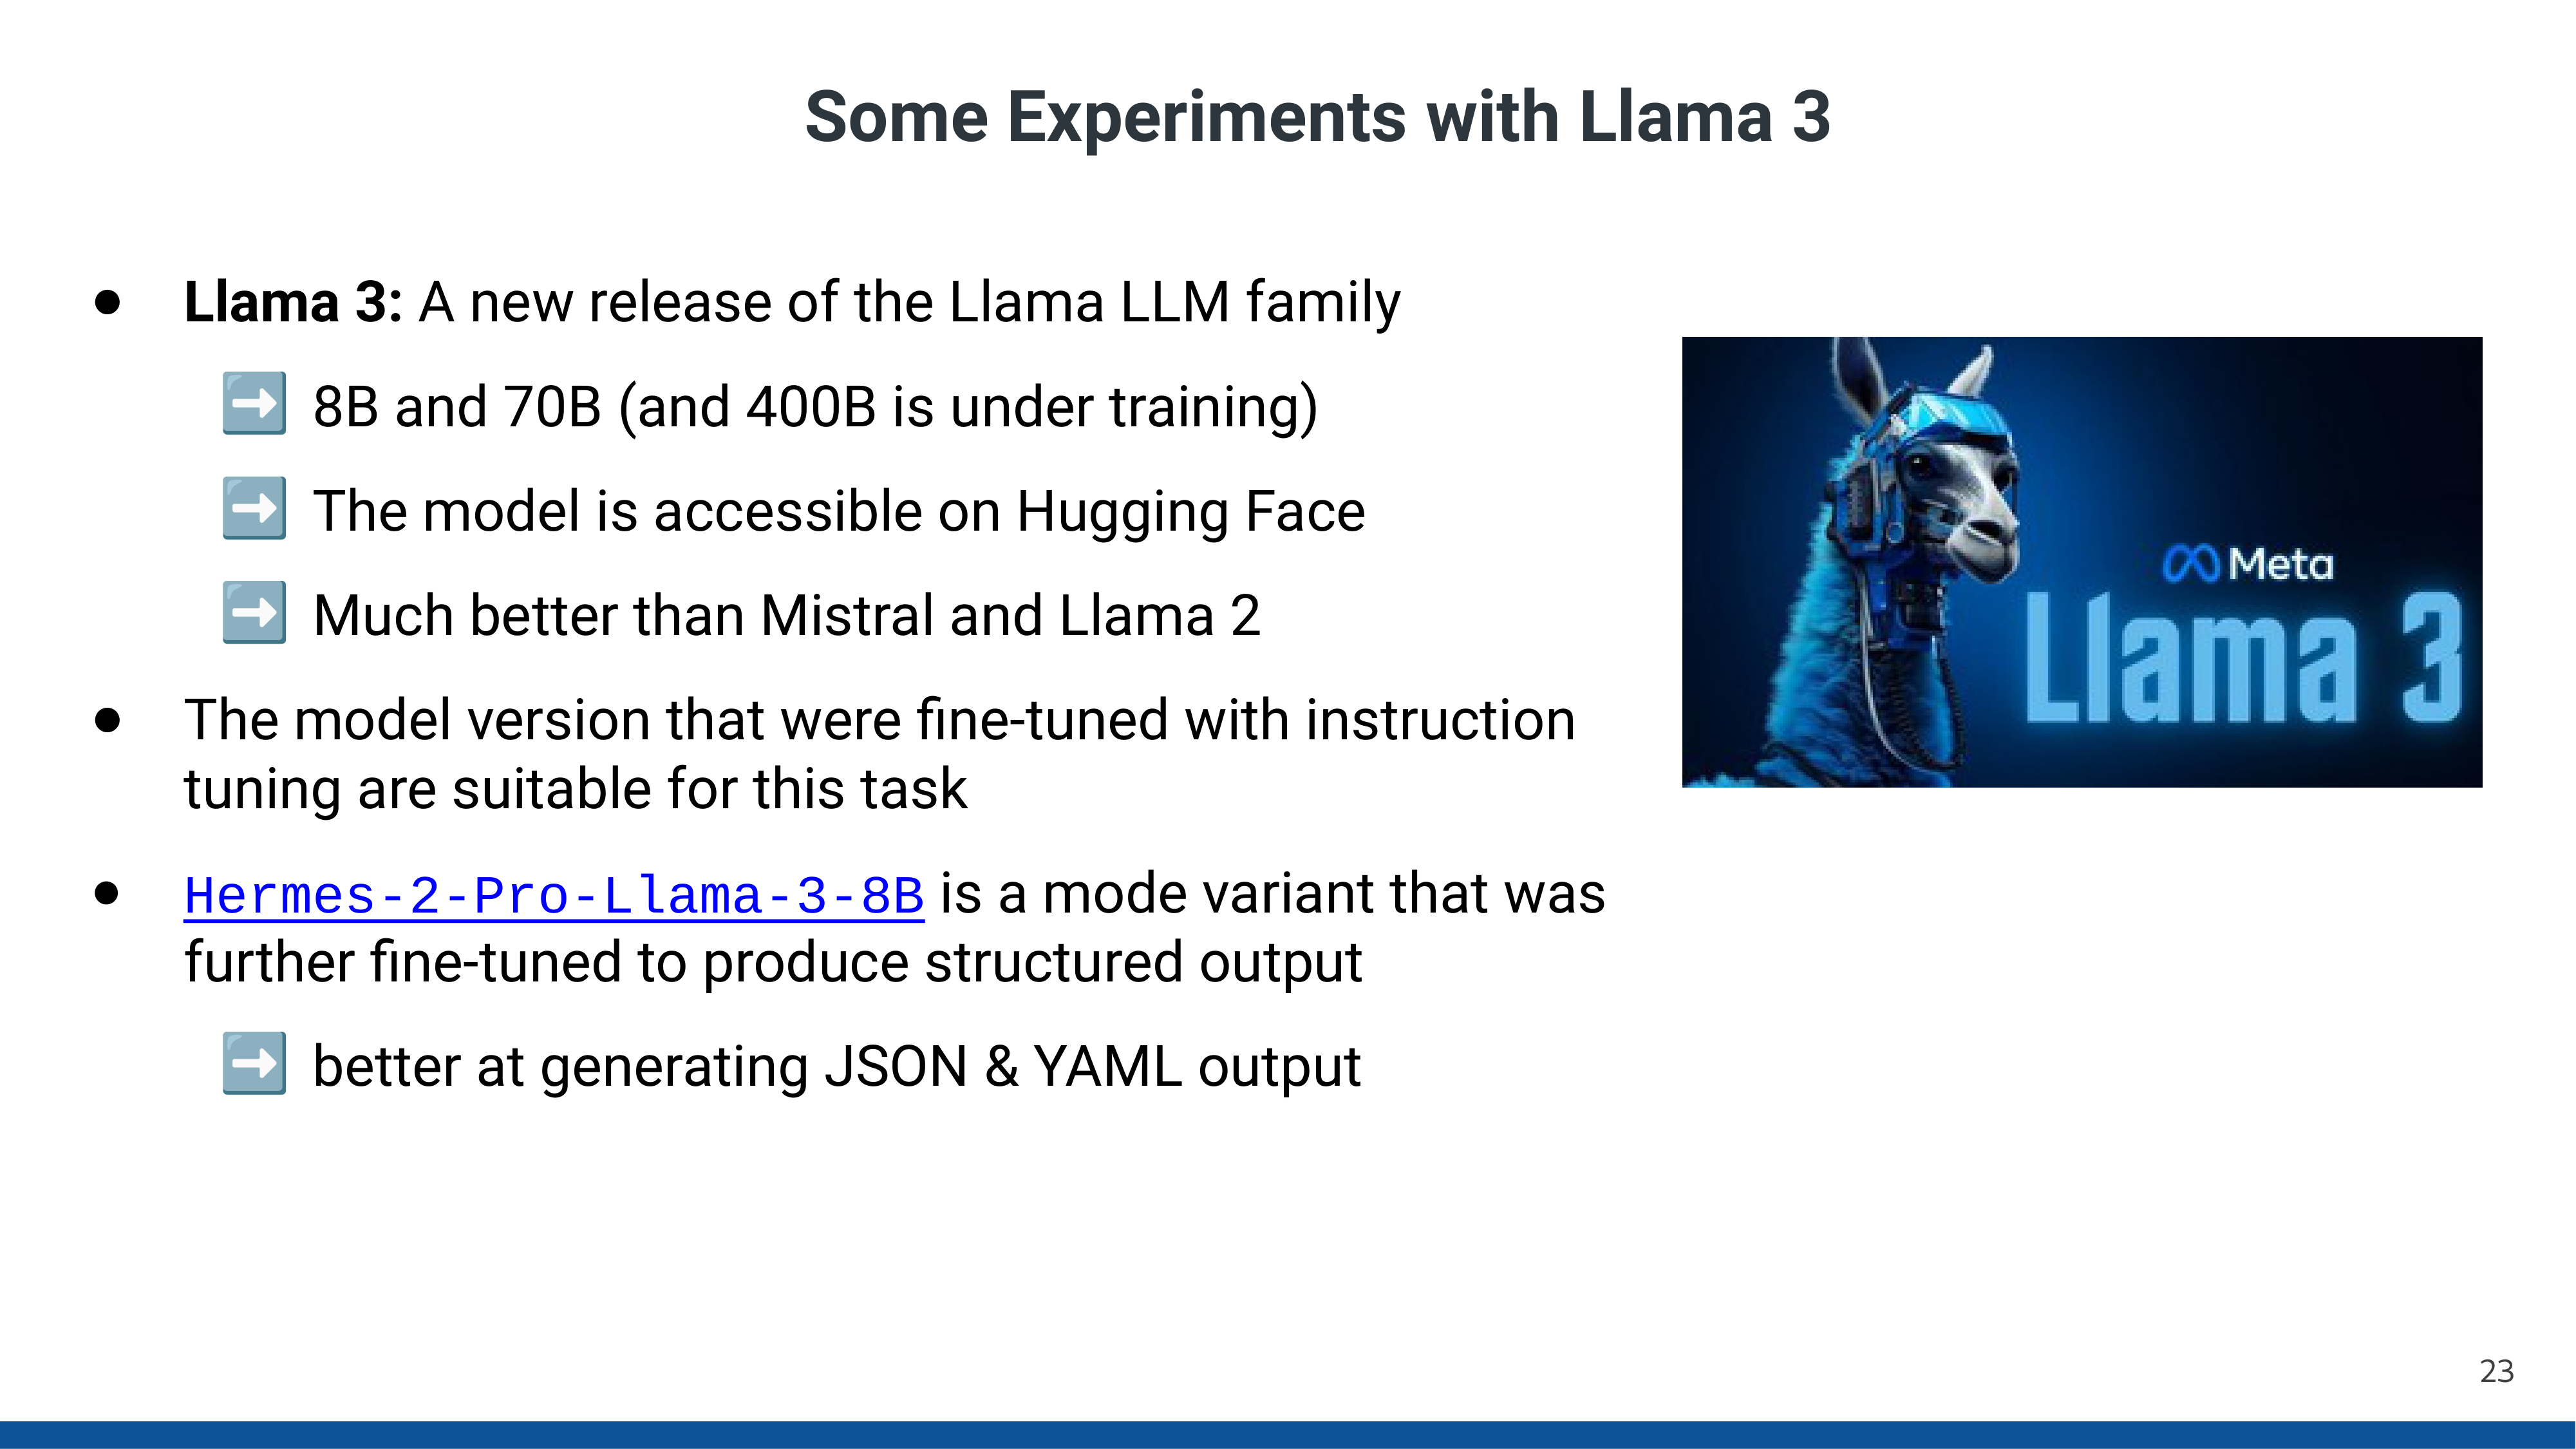 Some Experiments with Llama 3
● Llama 3: A new release of the Llama LLM family
➡️ 8B and 70B (and 400B is under training)
➡️ The model is accessible on Hugging Face
➡️ Much better than Mistral and Llama 2
● The model version that were fine-tuned with instruction
tuning are suitable for this task
● Hermes-2-Pro-Llama-3-8B is a mode variant that was
further fine-tuned to produce structured output
➡️ better at generating JSON & YAML output
Meta
Llama 3
23